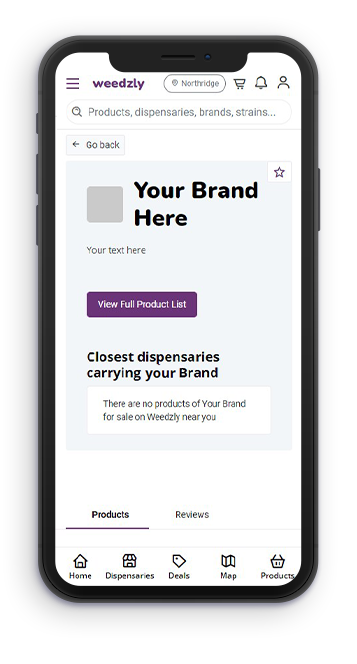 weedzly
Northridge
Products, dispensaries, brands, strains...
Go back
Your Brand
Here
Your text here
View Full Product List
Closest dispensaries
carrying your Brand
There are no products of Your Brand
for sale on Weedzly near you
Products
Reviews
Home
Dispensaries
Deals
Map
Products